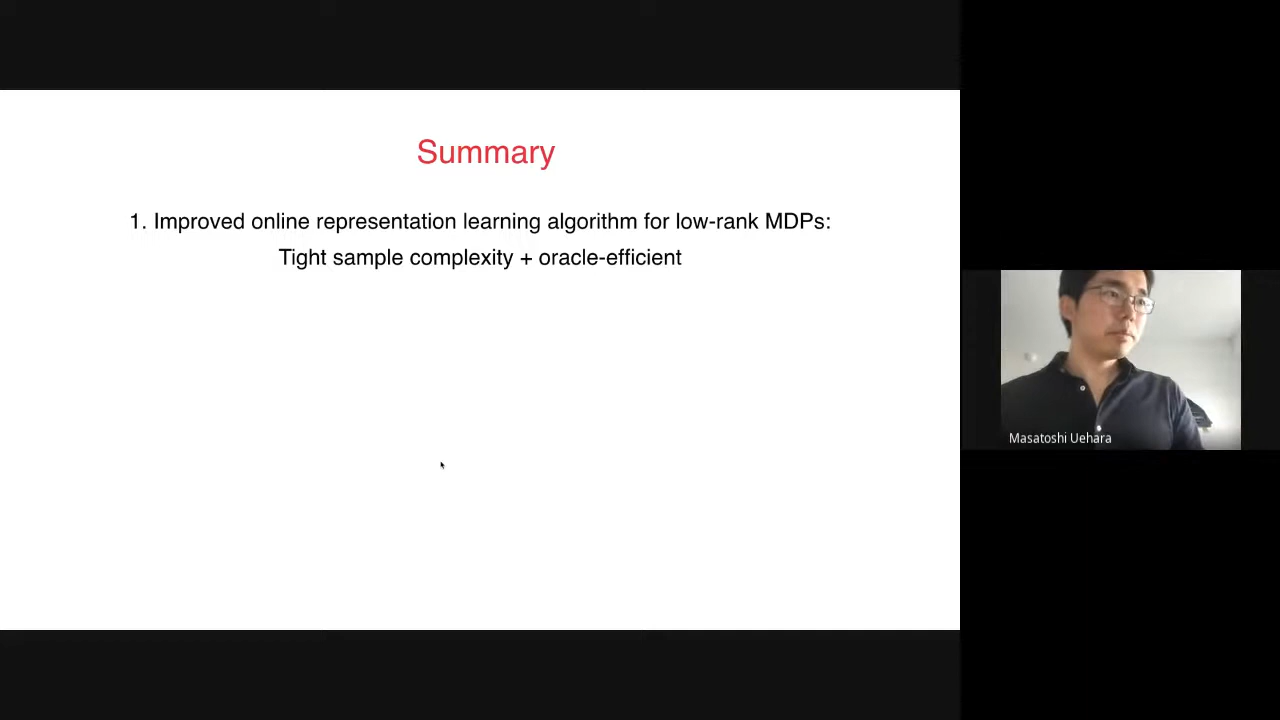 Summary
1. Improved online representation learning algorithm for low-rank MDPs:
Tight sample complexity + oracle-efficient
Masatoshi Uehara